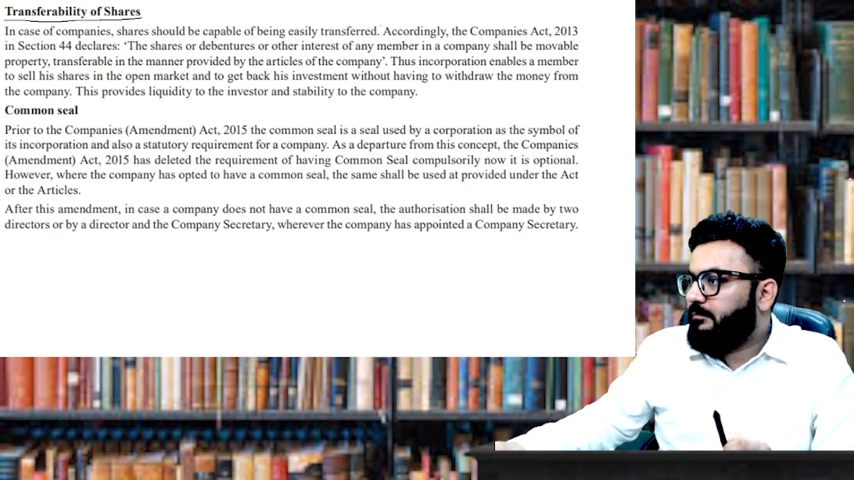 Transferability of Shares
In case of companies, shares should be capable of being easily transferred. Accordingly, the Companies Act, 2013
in Section 44 declares: ‘The shares or debentures or other interest of any member in a company shall be movable
property, transferable in the manner provided by the articles of the company’. Thus incorporation enables a member
to sell his shares in the open market and to get back his investment without having to withdraw the money from
the company. This provides liquidity to the investor and stability to the company.
Common seal
Prior to the Companies (Amendment) Act, 2015 the common seal is a seal used by a corporation as the symbol of
its incorporation and also a statutory requirement for a company. As a departure from this concept, the Companies
(Amendment) Act, 2015 has deleted the requirement of having Common Seal compulsorily now it is optional.
However, where the company has opted to have a common seal, the same shall be used at provided under the Act
or the Articles.
After this amendment, in case a company does not have a common seal, the authorisation shall be made by two
directors or by a director and the Company Secretary, wherever the company has appointed a Company Secretary.